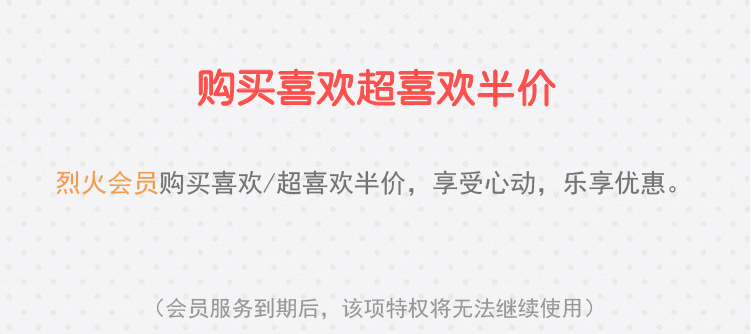 购买喜欢超喜欢半价
烈火会员购买喜欢/超喜欢半价，享受心动，乐享优惠。
（会员服务到期后，该项特权将无法继续使用）